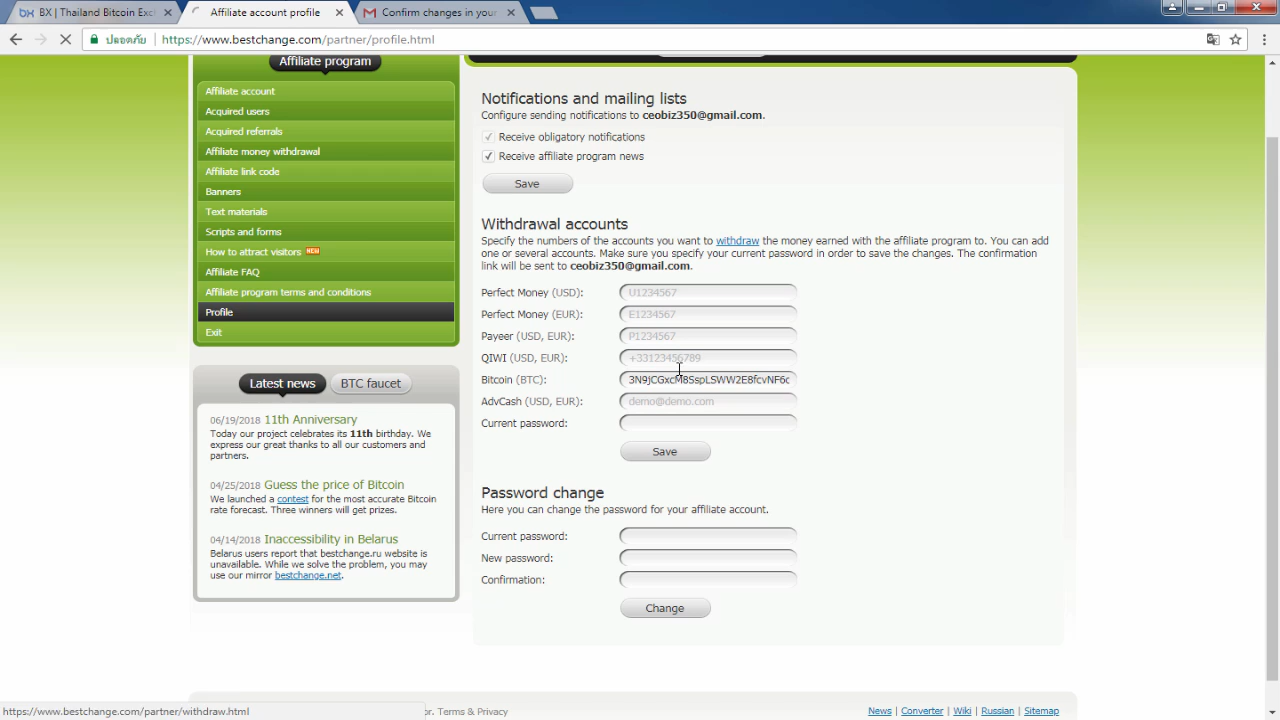 BX | Thailand Bitcoin Exc
Affiliate account profile
Confirm changes in your
ปลอดภัย
https://www.bestchange.com/partner/profile.html
Affiliate program
Affiliate account
Acquired users
Acquired referrals
Affiliate money withdrawal
Affiliate link code
Banners
Text materials
Scripts and forms
How to attract visitors NEW
Affiliate FAQ
Affiliate program terms and conditions
Profile
Exit
Latest news
BTC faucet
06/19/2018 11th Anniversary
Today our project celebrates its 11th birthday. We
express our great thanks to all our customers and
partners.
04/25/2018 Guess the price of Bitcoin
We launched a contest for the most accurate Bitcoin
rate forecast. Three winners will get prizes.
04/14/2018 Inaccessibility in Belarus
Belarus users report that bestchange.ru website is
unavailable. While we solve the problem, you may
use our mirror bestchange.net.
Notifications and mailing lists
Configure sending notifications to ceobiz350@gmail.com.
Receive obligatory notifications
Receive affiliate program news
Save
Withdrawal accounts
Specify the numbers of the accounts you want to withdraw the money earned with the affiliate program to. You can add
one or several accounts. Make sure you specify your current password in order to save the changes. The confirmation
link will be sent to ceobiz350@gmail.com.
Perfect Money (USD): U1234567
Perfect Money (EUR): E1234567
Payeer (USD, EUR): P1234567
QIWI (USD, EUR): +33123456789
Bitcoin (BTC): 3N9JCGxcM8SspLSWW2E8fcvNF6c
AdvCash (USD, EUR): demo@demo.com
Current password:
Save
Password change
Here you can change the password for your affiliate account.
Current password:
New password:
Confirmation:
Change
https://www.bestchange.com/partner/withdraw.html
or. Terms & Privacy
News | Converter | Wiki | Russian | Sitemap